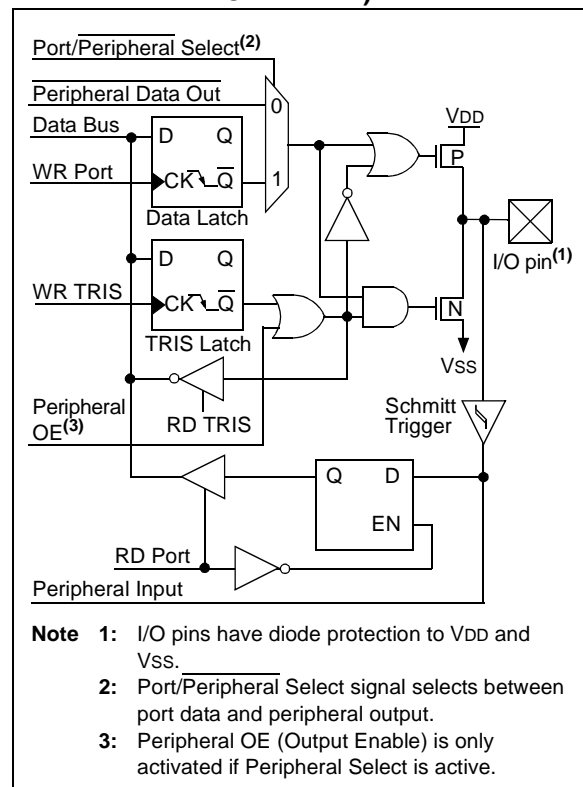 Port/Peripheral Select(2)
Peripheral Data Out
0
Data Bus
D Q
VDD
P
WR Port
CK Q
1
Data Latch
I/O pin(1)
D Q
WR TRIS
CK Q
N
TRIS Latch
VSS
Peripheral
OE(3)
RD TRIS
Schmitt
Trigger
Q D
EN
RD Port
Peripheral Input
Note 1: I/O pins have diode protection to VDD and
VSS.
2: Port/Peripheral Select signal selects between
port data and peripheral output.
3: Peripheral OE (Output Enable) is only
activated if Peripheral Select is active.